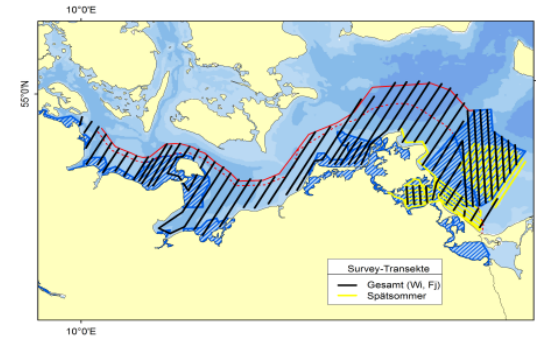 10°0'E
55°0'N
Survey-Transekte
Gesamt (Wi, Fj)
Spätsommer
10°0'E